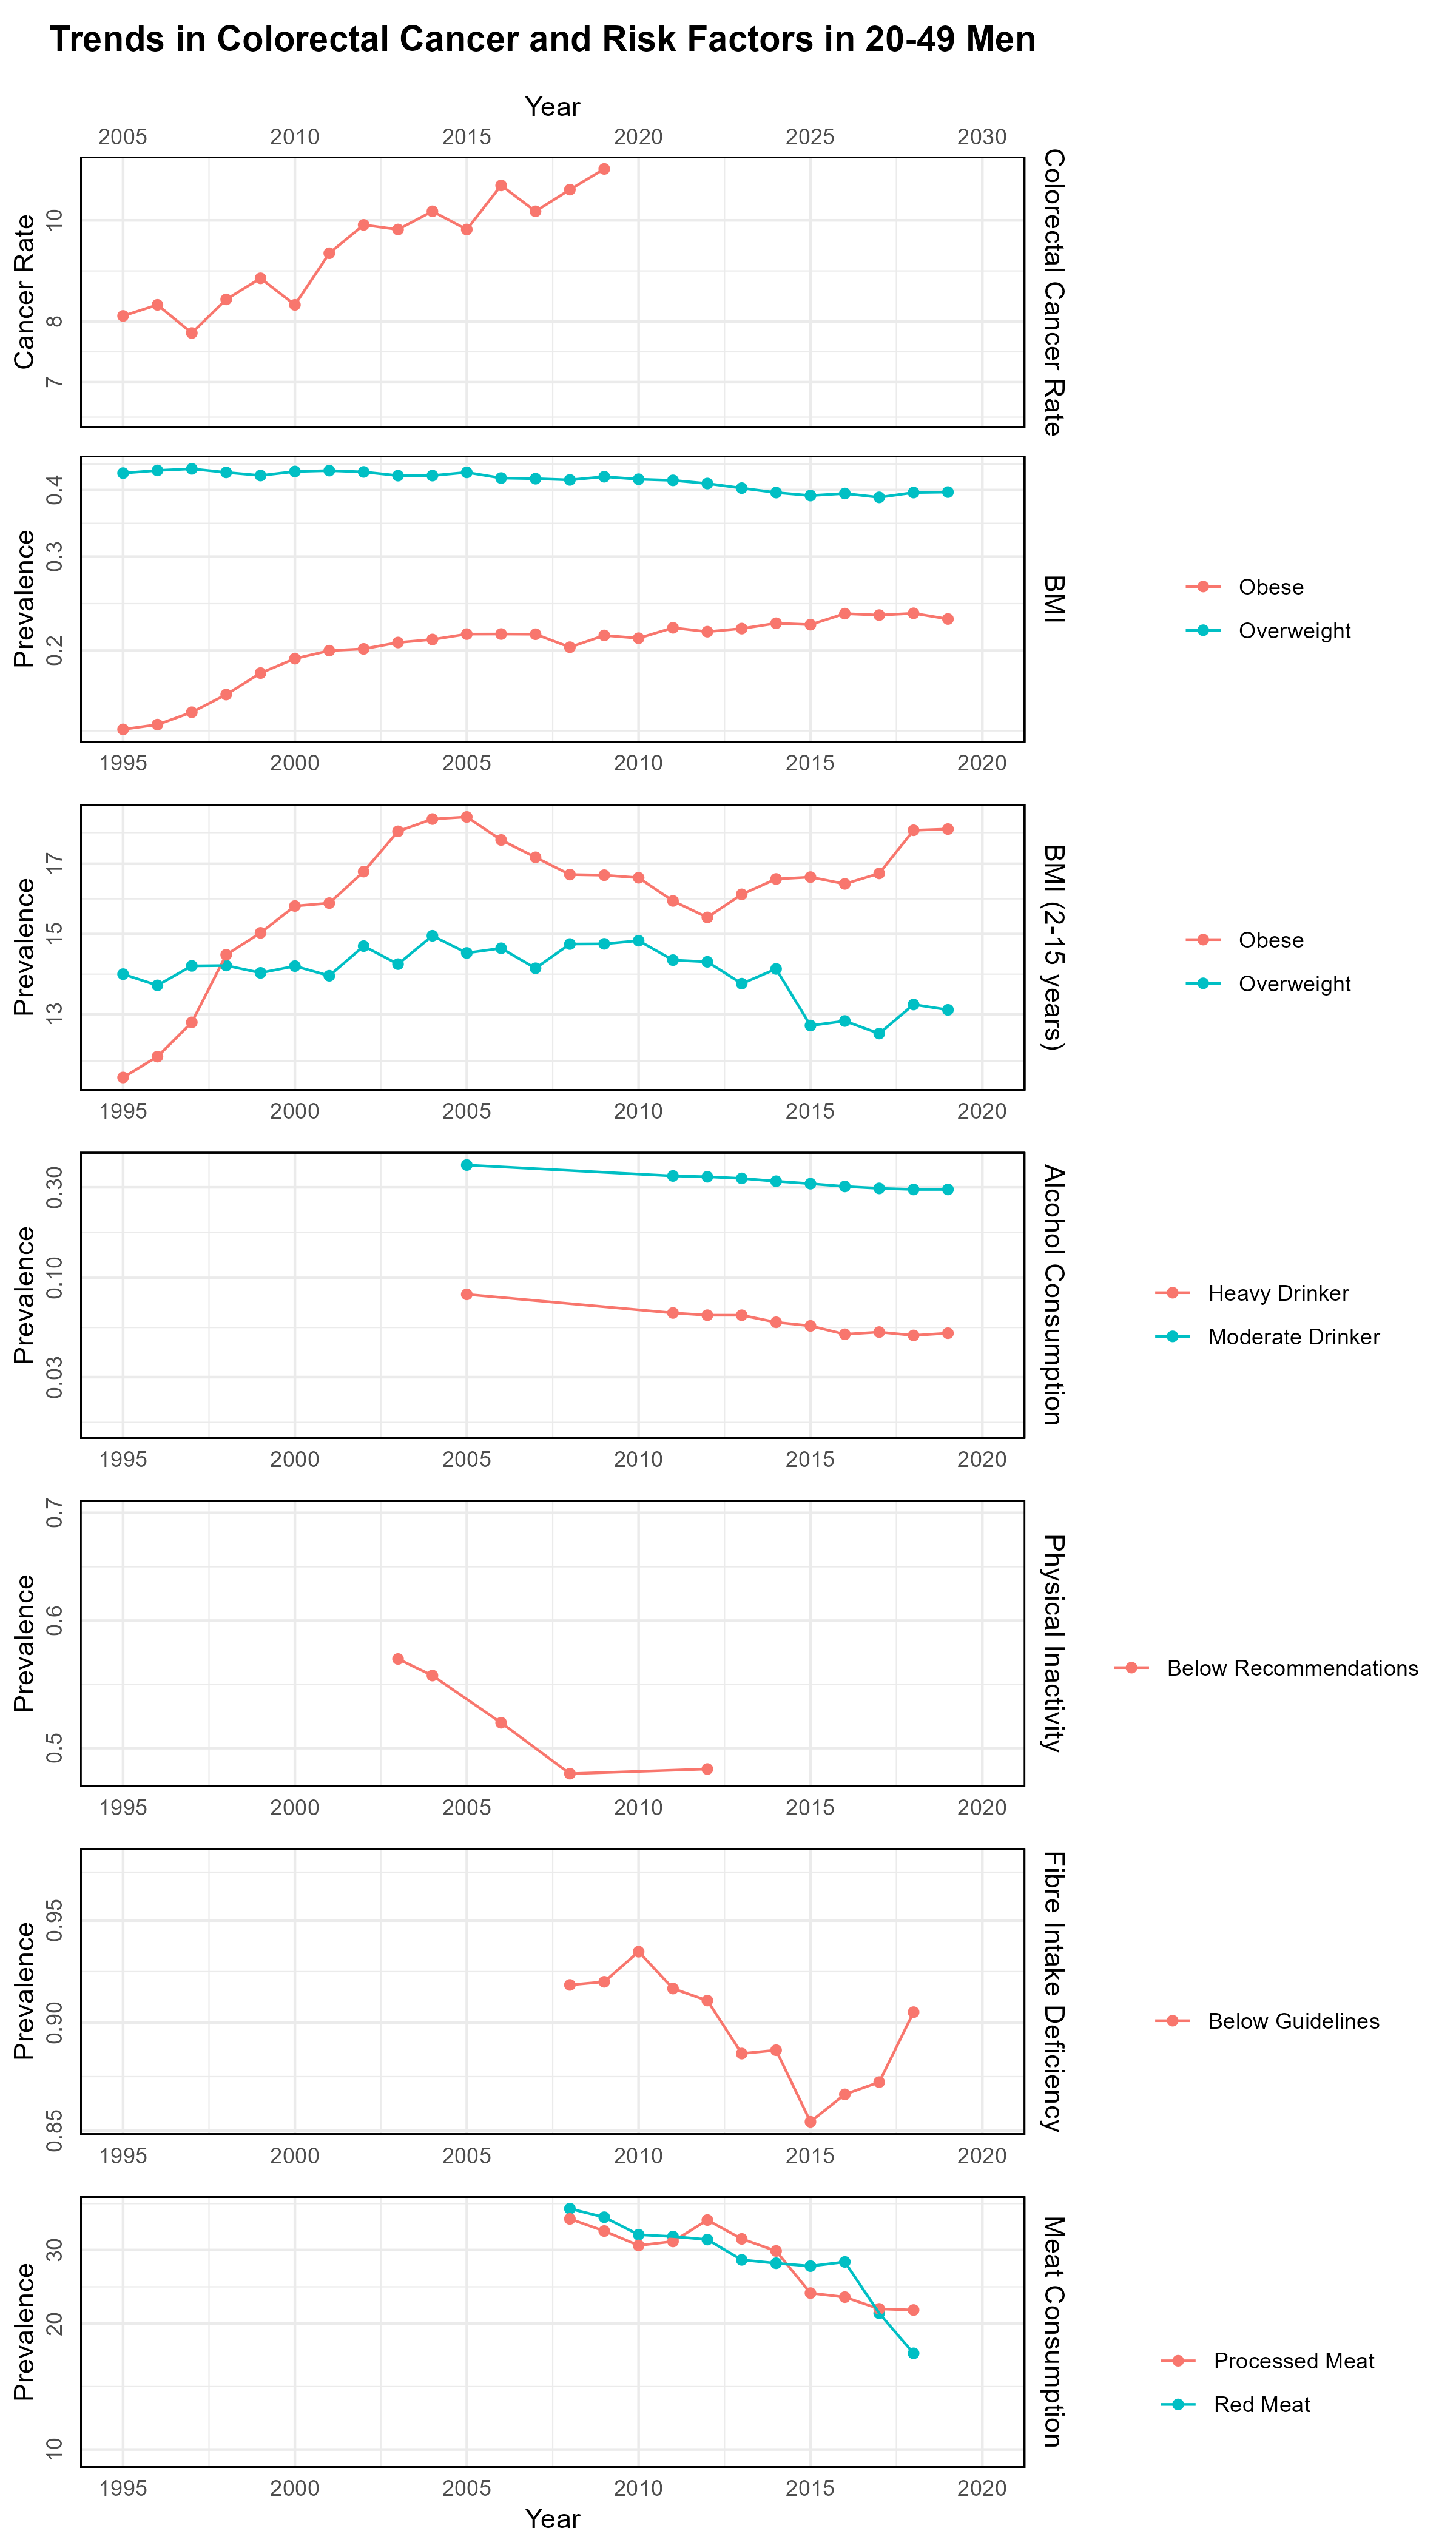 Trends in Colorectal Cancer and Risk Factors in 20-49 Men
Year
2005 2010 2015 2020 2025 2030
Cancer Rate
10
8
7
Colorectal Cancer Rate
Prevalence
0.4
0.3
0.2
BMI
Obese
Overweight
1995 2000 2005 2010 2015 2020
Prevalence
17
15
13
BMI (2-15 years)
Obese
Overweight
1995 2000 2005 2010 2015 2020
Prevalence
0.30
0.10
0.03
Alcohol Consumption
Heavy Drinker
Moderate Drinker
1995 2000 2005 2010 2015 2020
Prevalence
0.7
0.6
0.5
Physical Inactivity
Below Recommendations
1995 2000 2005 2010 2015 2020
Prevalence
0.95
0.90
0.85
Fibre Intake Deficiency
Below Guidelines
1995 2000 2005 2010 2015 2020
Prevalence
30
20
10
Meat Consumption
Processed Meat
Red Meat
1995 2000 2005 2010 2015 2020
Year